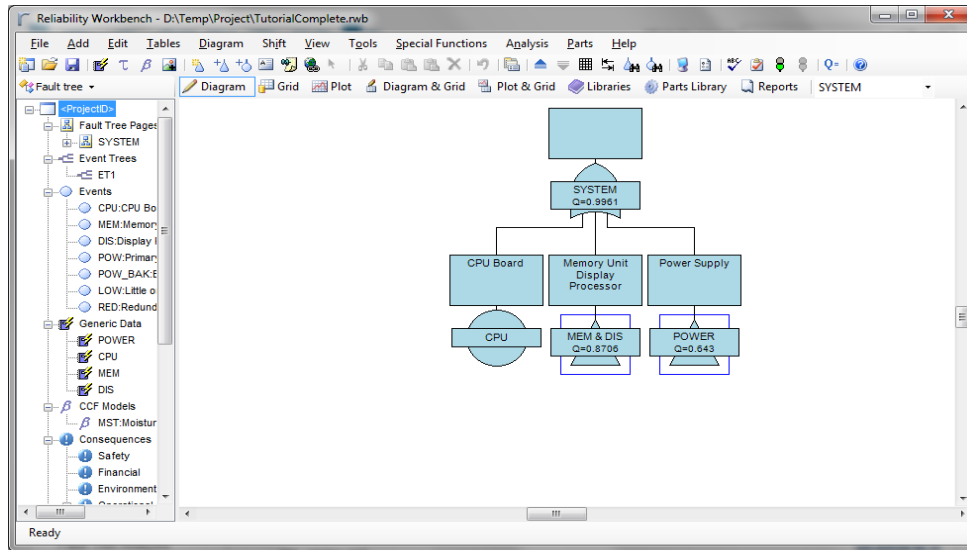 Reliability Workbench - D:\Temp\Project\TutorialComplete.rwb
File Add Edit Tables Diagram Shift View Tools Special Functions Analysis Parts Help
Fault tree Diagram Grid Plot Diagram & Grid Plot & Grid Libraries Parts Library Reports SYSTEM
<ProjectID>
Fault Tree Pages
SYSTEM
Event Trees
ET1
Events
CPU:CPU Bo
MEM:Memory
DIS:Display I
POW:Primary
POW_BAK:E
LOW:Little o
RED:Redund
Generic Data
POWER
CPU
MEM
DIS
CCF Models
MST:Moistur
Consequences
Safety
Financial
Environment
SYSTEM
Q=0.9961
CPU Board
CPU
Memory Unit
Display
Processor
MEM & DIS
Q=0.8706
Power Supply
POWER
Q=0.643
Ready